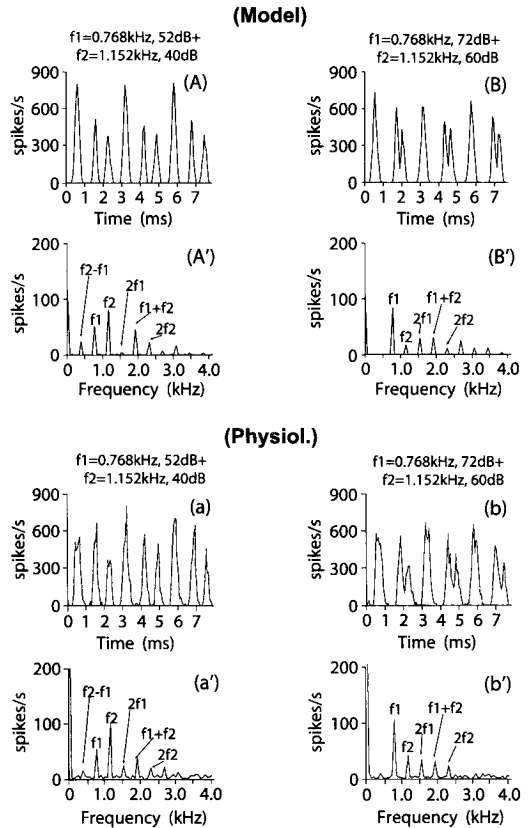 (Model)
f1=0.768kHz, 52dB+
f2=1.152kHz, 40dB
(A)
spikes/s
900
600
300
0
0 1 2 3 4 5 6 7
Time (ms)
f1=0.768kHz, 72dB+
f2=1.152kHz, 60dB
(B)
spikes/s
900
600
300
0
0 1 2 3 4 5 6 7
Time (ms)
(A')
spikes/s
200
100
0
f2-f1
f1
f2
2f1
f1+f2
2f2
0 1.0 2.0 3.0 4.0
Frequency (kHz)
(B')
spikes/s
200
100
0
f1
f2
2f1
f1+f2
2f2
0 1.0 2.0 3.0 4.0
Frequency (kHz)
(Physiol.)
f1=0.768kHz, 52dB+
f2=1.152kHz, 40dB
(a)
spikes/s
900
600
300
0
0 1 2 3 4 5 6 7
Time (ms)
f1=0.768kHz, 72dB+
f2=1.152kHz, 60dB
(b)
spikes/s
900
600
300
0
0 1 2 3 4 5 6 7
Time (ms)
(a')
spikes/s
200
100
0
f2-f1
f1
f2
2f1
f1+f2
2f2
0 1.0 2.0 3.0 4.0
Frequency (kHz)
(b')
spikes/s
200
100
0
f1
f2
2f1
f1+f2
2f2
0 1.0 2.0 3.0 4.0
Frequency (kHz)